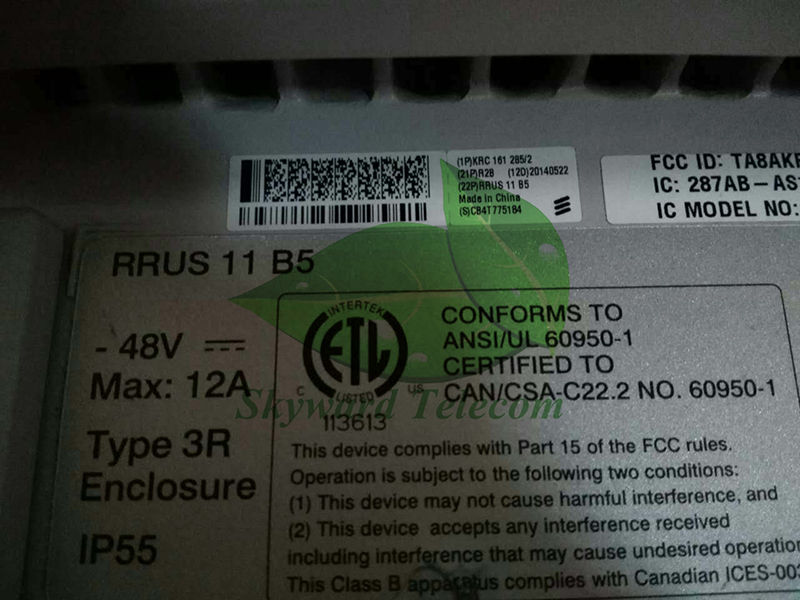 (1P)KRC 161 285/2
(21P)R2B (12D)20140522
(22P)RRUS 11 B5
Made in China
(S)CB4T775184
FCC ID:
IC: 287AB-AS
IC MODEL NO:
RRUS 11 B5
- 48V
Max: 12A
Type 3R
Enclosure
IP55
INTERTEK
ETL
LISTED
C US
113613
CONFORMS TO
ANSI/UL 60950-1
CERTIFIED TO
CAN/CSA-C22.2 NO. 60950-1
Skyward Telecom
This device complies with Part 15 of the FCC rules.
Operation is subject to the following two conditions:
(1) This device may not cause harmful interference, and
(2) This device accepts any interference received
including interference that may cause undesired operation
This Class B apparatus complies with Canadian ICES-003